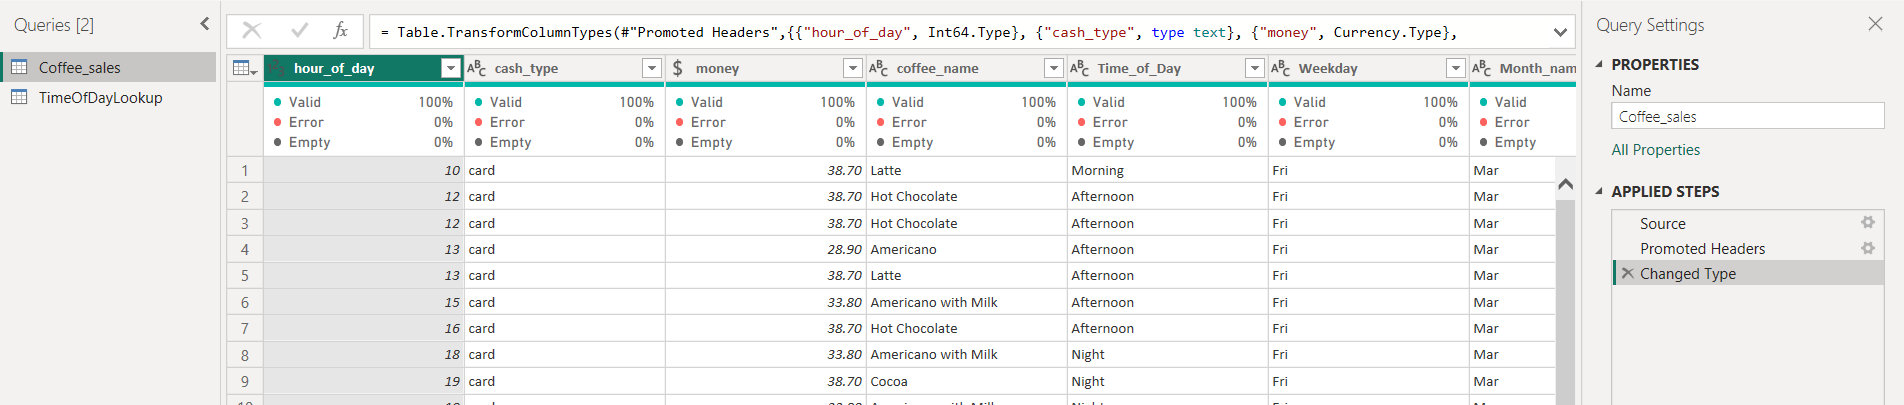 Queries [2]
Coffee_sales
TimeOfDayLookup
fx
= Table.TransformColumnTypes(#"Promoted Headers",{{"hour_of_day", Int64.Type}, {"cash_type", type text}, {"money", Currency.Type},
hour_of_day ABC cash_type $ money ABC coffee_name ABC Time_of_Day ABC Weekday ABC Month_nam
Valid 100% Valid 100% Valid 100% Valid 100% Valid 100% Valid 100% Valid
Error 0% Error 0% Error 0% Error 0% Error 0% Error 0% Error
Empty 0% Empty 0% Empty 0% Empty 0% Empty 0% Empty 0% Empty
1 10 card 38.70 Latte Morning Fri Mar
2 12 card 38.70 Hot Chocolate Afternoon Fri Mar
3 12 card 38.70 Hot Chocolate Afternoon Fri Mar
4 13 card 28.90 Americano Afternoon Fri Mar
5 13 card 38.70 Latte Afternoon Fri Mar
6 15 card 33.80 Americano with Milk Afternoon Fri Mar
7 16 card 38.70 Hot Chocolate Afternoon Fri Mar
8 18 card 33.80 Americano with Milk Night Fri Mar
9 19 card 38.70 Cocoa Night Fri Mar
Query Settings
PROPERTIES
Name
Coffee_sales
All Properties
APPLIED STEPS
Source
Promoted Headers
Changed Type